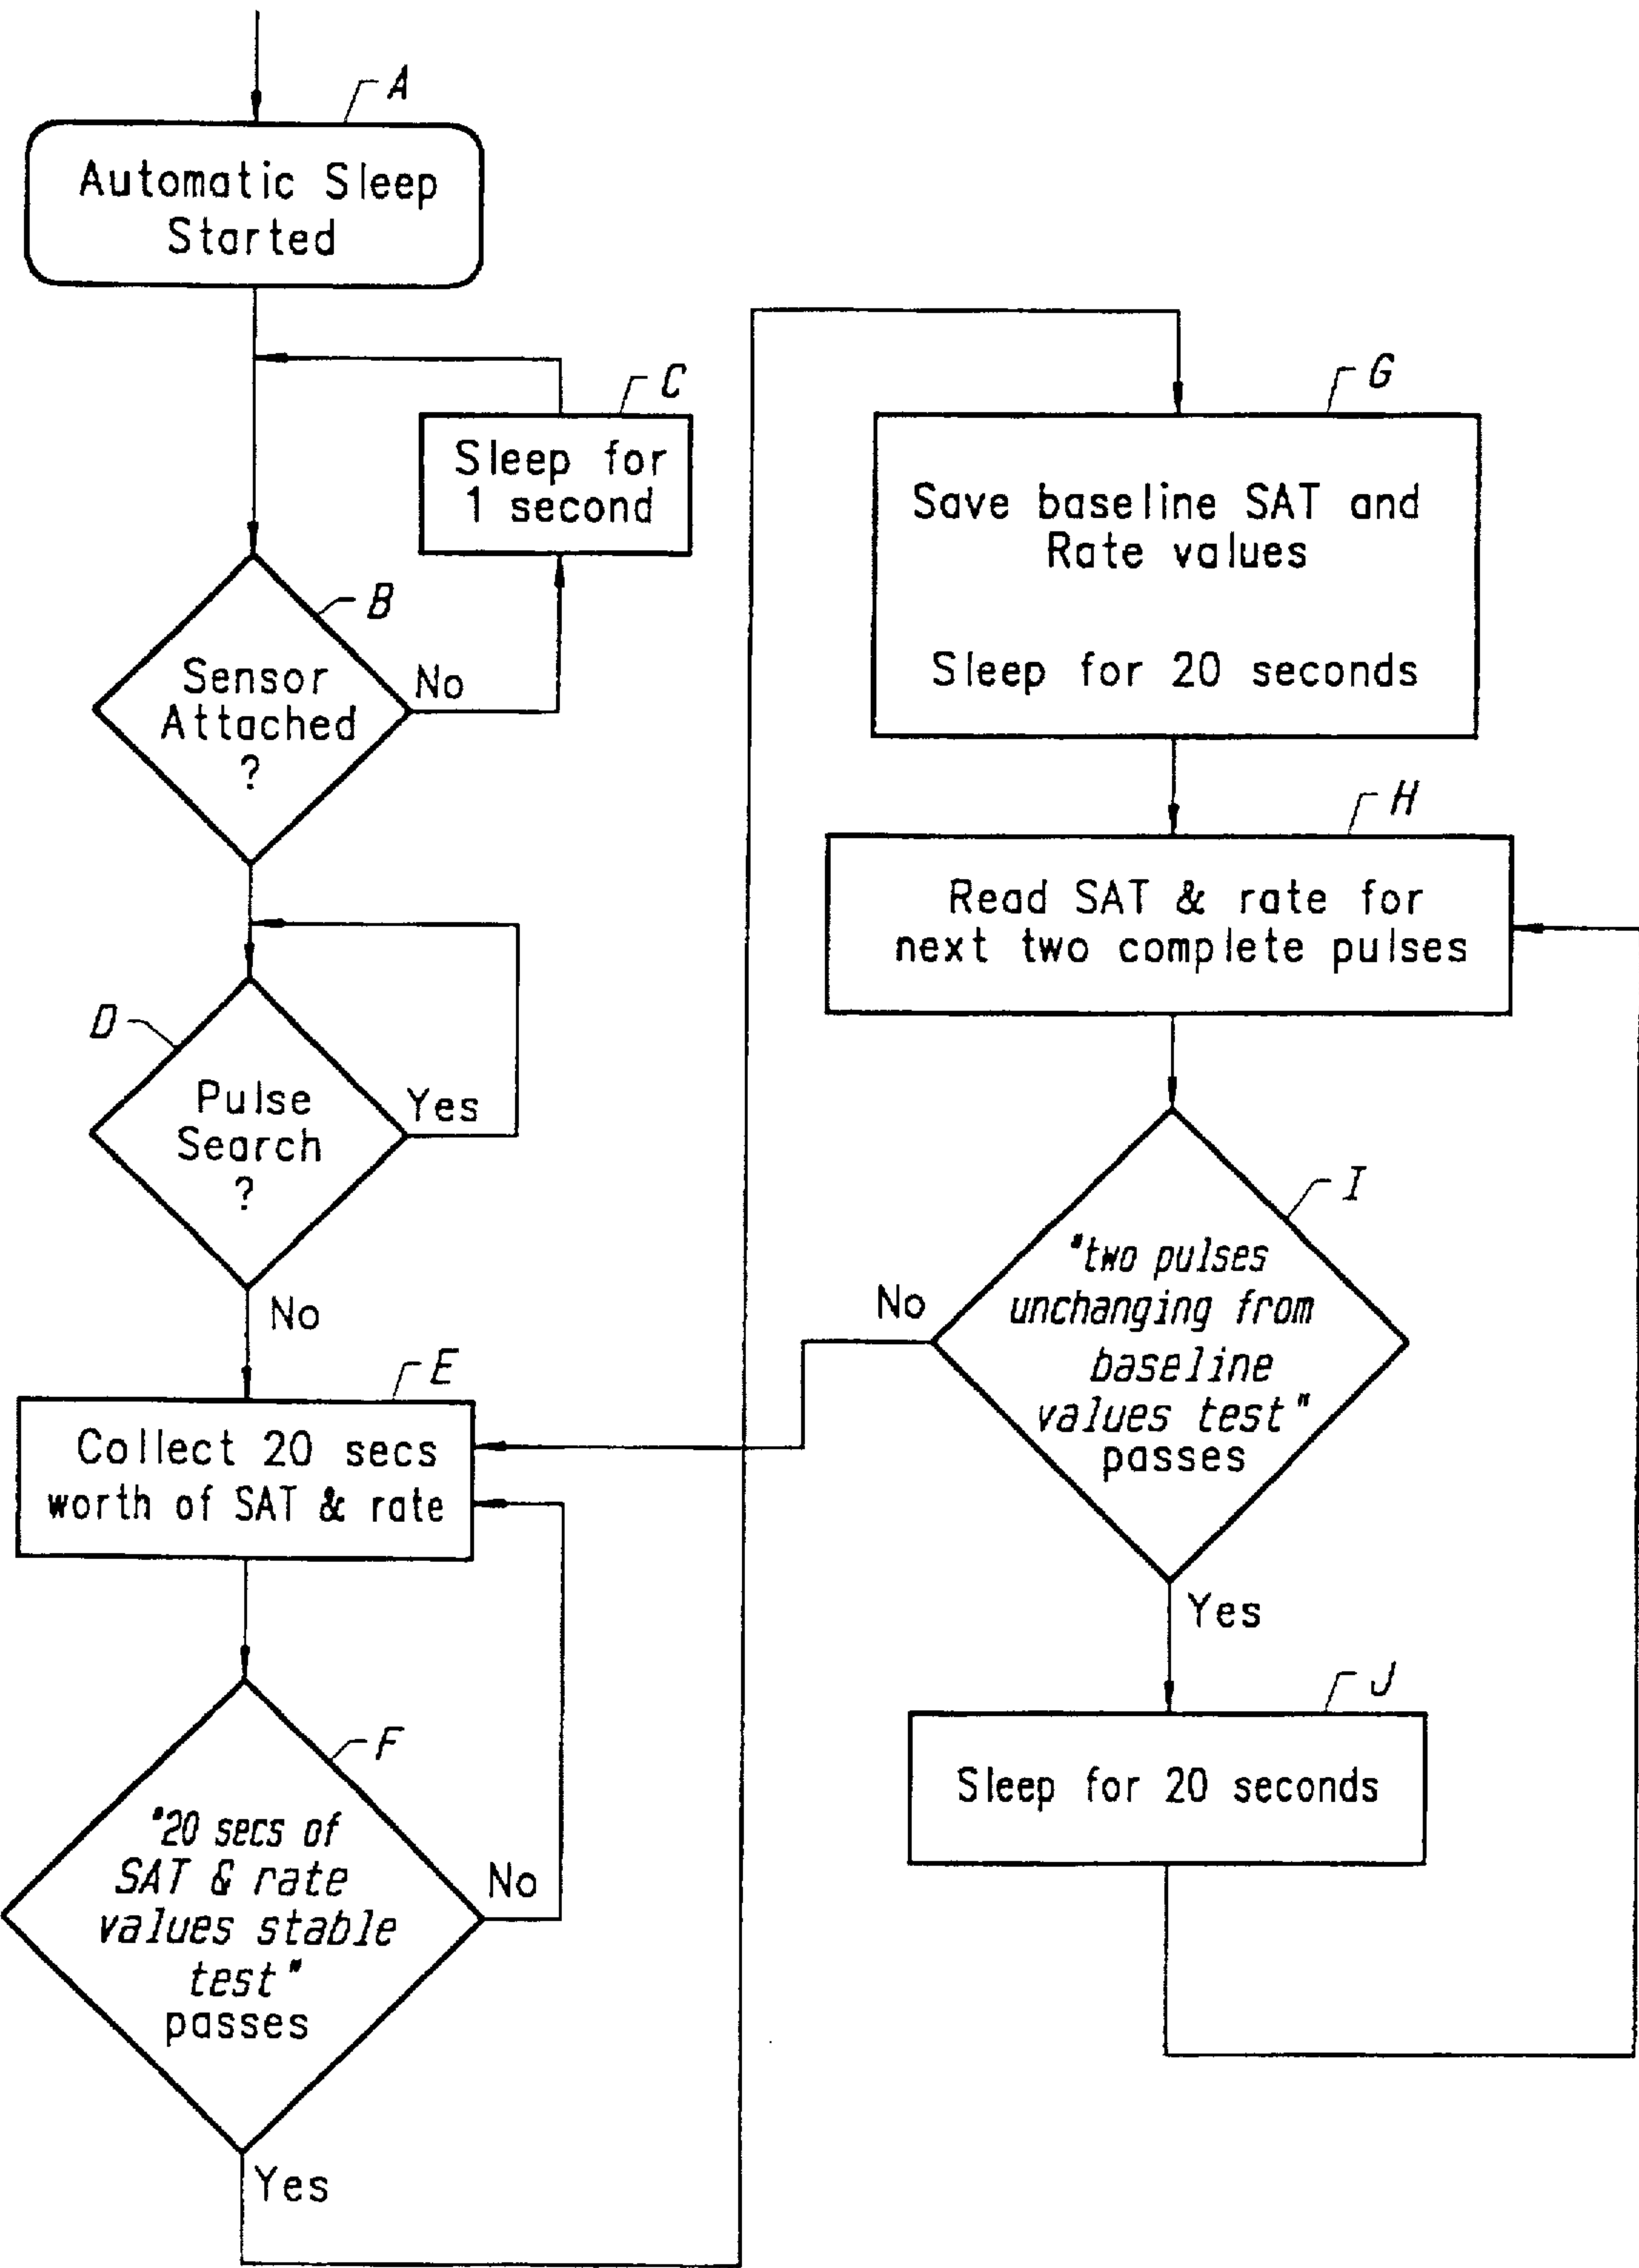 A
Automatic Sleep
Started
C
Sleep for
1 second
B
Sensor
Attached
?
No
D
Pulse
Search
?
Yes
No
E
Collect 20 secs
worth of SAT & rate
F
"20 secs of
SAT & rate
values stable
test"
passes
No
Yes
G
Save baseline SAT and
Rate values
Sleep for 20 seconds
H
Read SAT & rate for
next two complete pulses
I
"two pulses
unchanging from
baseline
values test"
passes
No
Yes
J
Sleep for 20 seconds